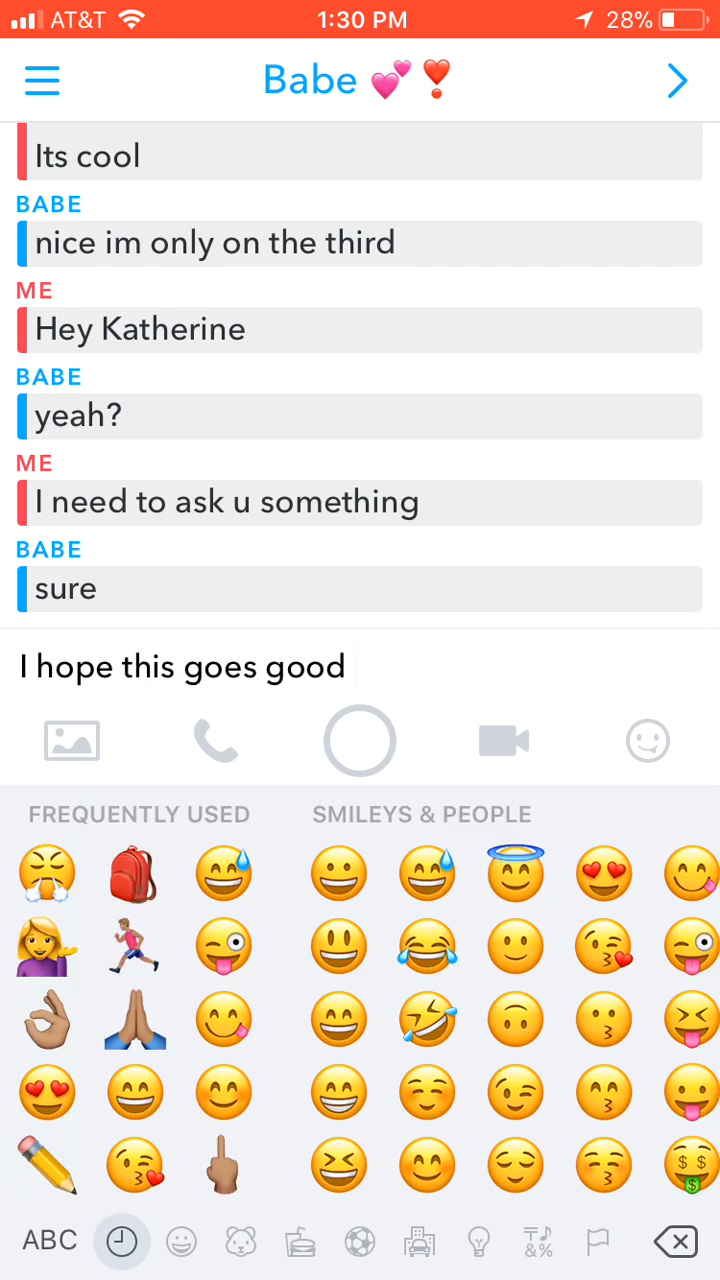 AT&T 1:30 PM 28%
Babe 💕❣️
Its cool
BABE
nice im only on the third
ME
Hey Katherine
BABE
yeah?
ME
I need to ask u something
BABE
sure
I hope this goes good
FREQUENTLY USED SMILEYS & PEOPLE
ABC &%